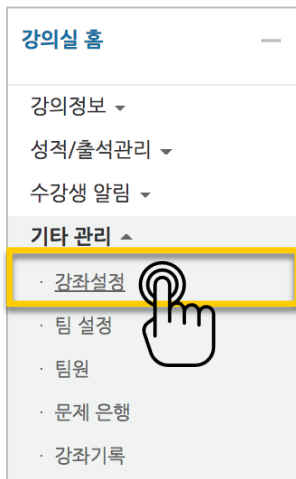 강의실 홈
강의정보
성적/출석관리
수강생 알림
기타 관리
· 강좌설정
· 팀 설정
· 팀원
· 문제 은행
· 강좌기록